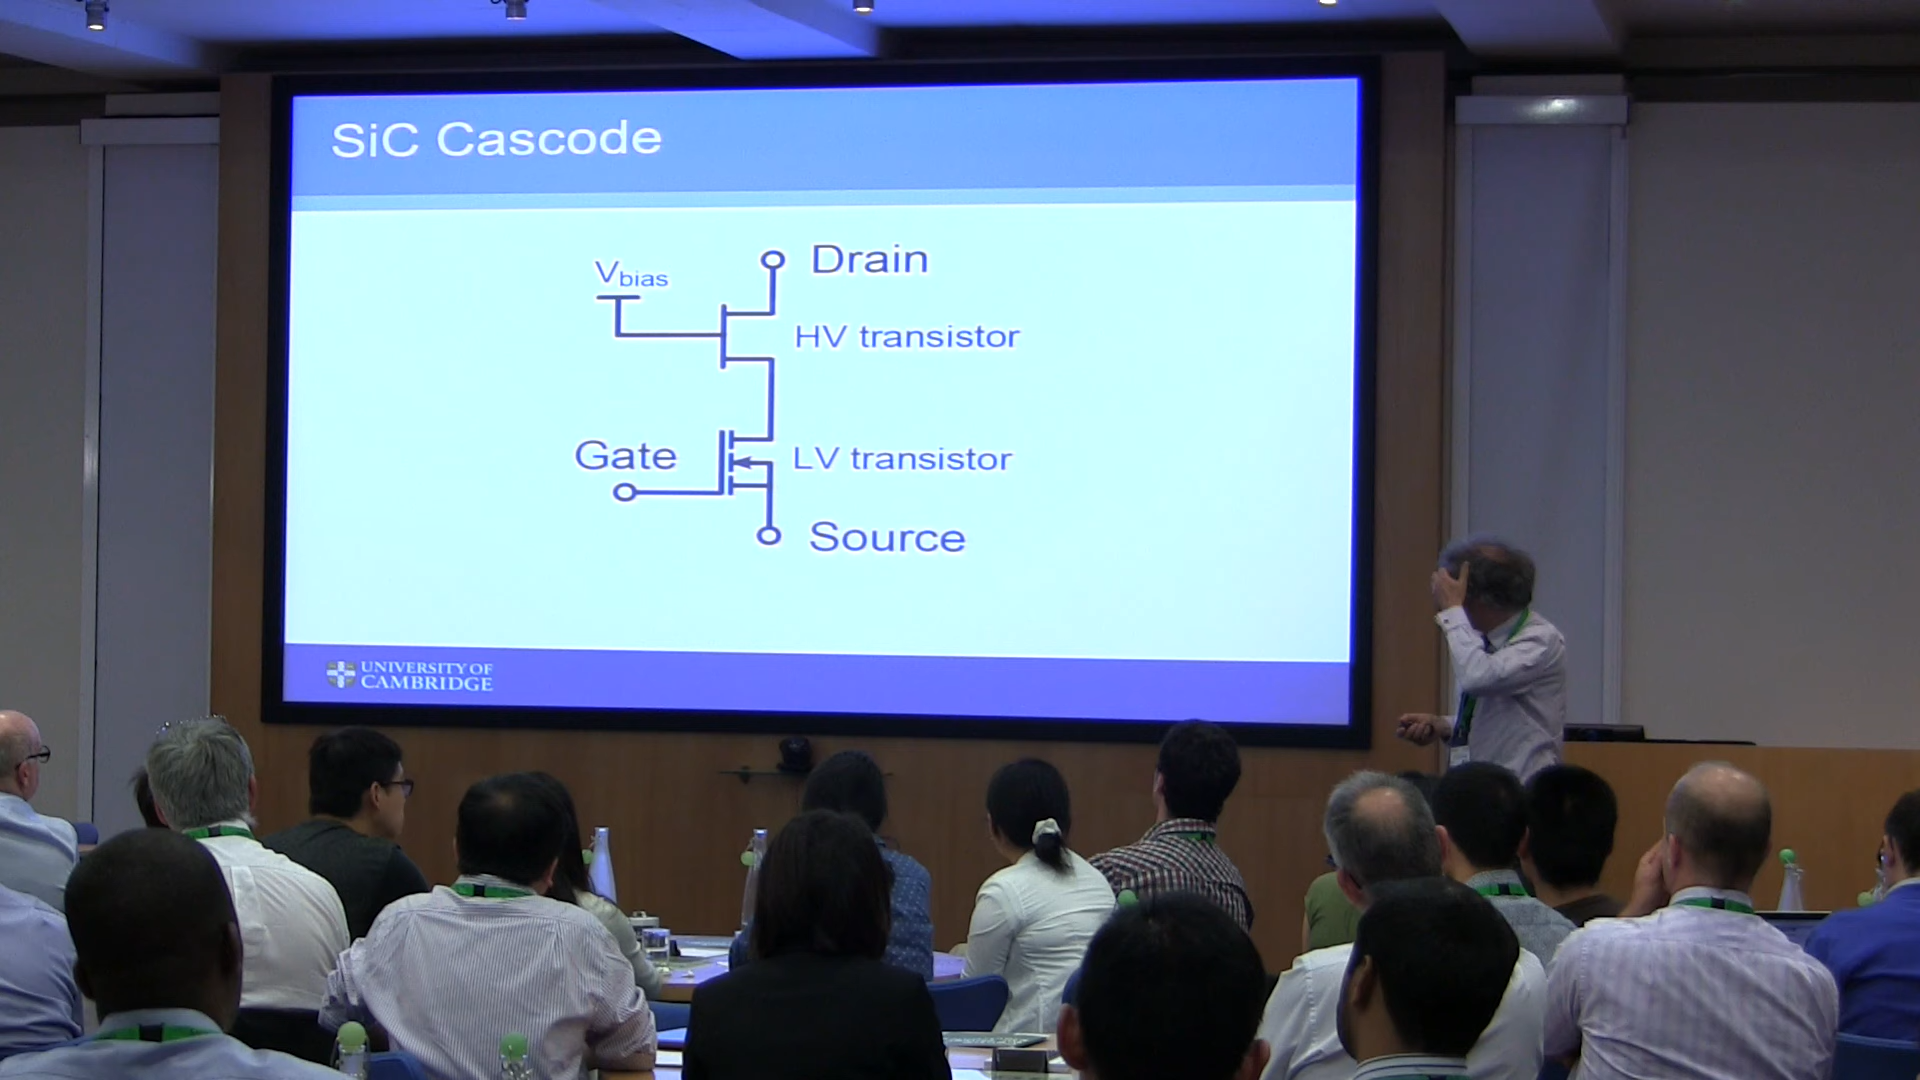 SiC Cascode
Drain
Vbias
HV transistor
Gate
LV transistor
Source
UNIVERSITY OF
CAMBRIDGE